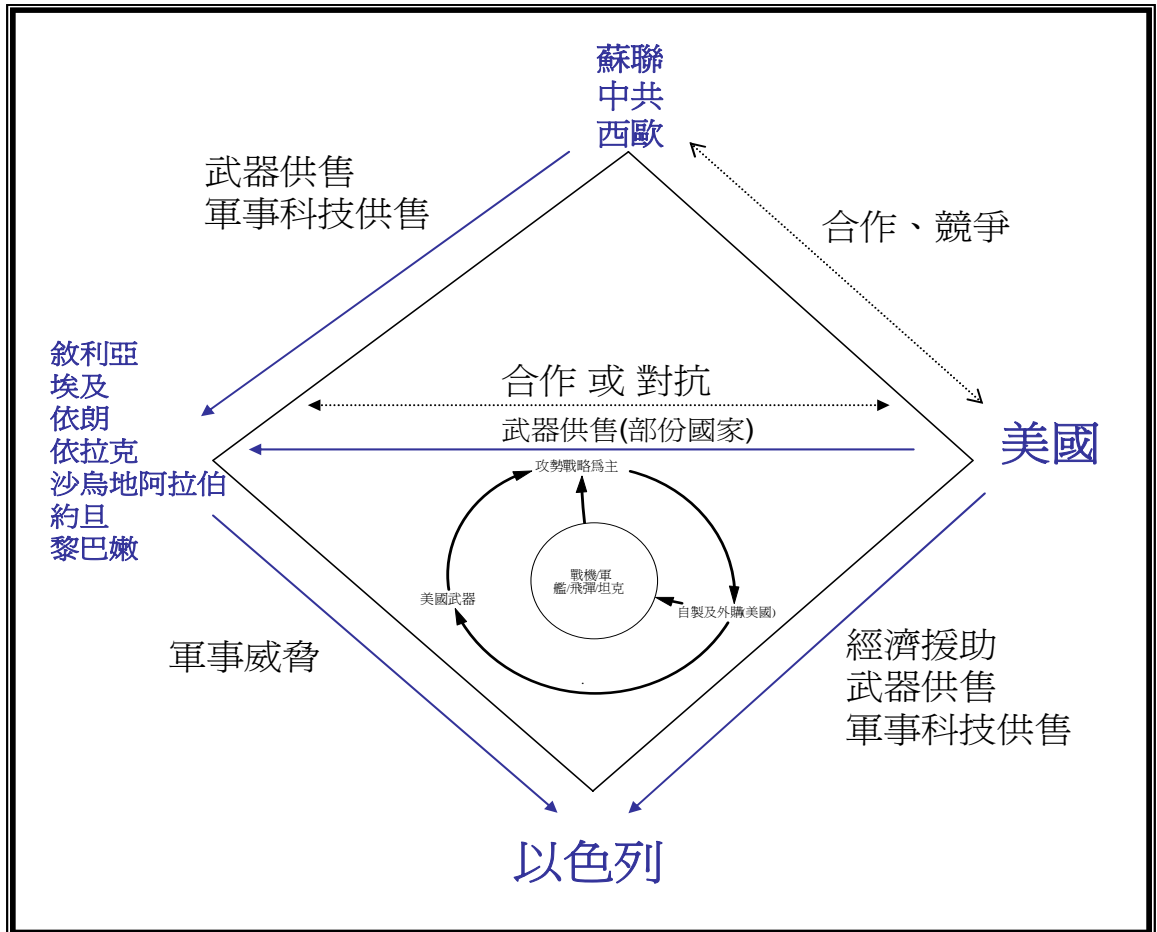 蘇聯
中共
西歐
武器供售
軍事科技供售
合作、競爭
敘利亞
埃及
依朗
依拉克
沙烏地阿拉伯
約旦
黎巴嫩
合作 或 對抗
武器供售(部份國家)
美國
攻勢戰略為主
戰機/軍
艦/飛彈/坦克
美國武器
自製及外購(美國)
軍事威脅
經濟援助
武器供售
軍事科技供售
以色列